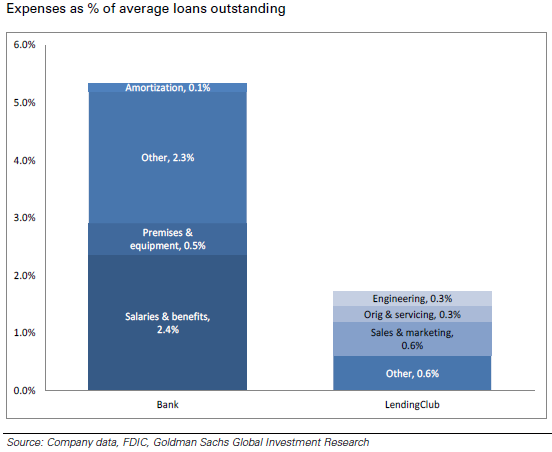 Expenses as % of average loans outstanding
6.0%
5.0%
4.0%
3.0%
2.0%
1.0%
0.0%
Amortization, 0.1%
Other, 2.3%
Premises &
equipment, 0.5%
Salaries & benefits,
2.4%
Engineering, 0.3%
Orig & servicing, 0.3%
Sales & marketing,
0.6%
Other, 0.6%
Bank
LendingClub
Source: Company data, FDIC, Goldman Sachs Global Investment Research